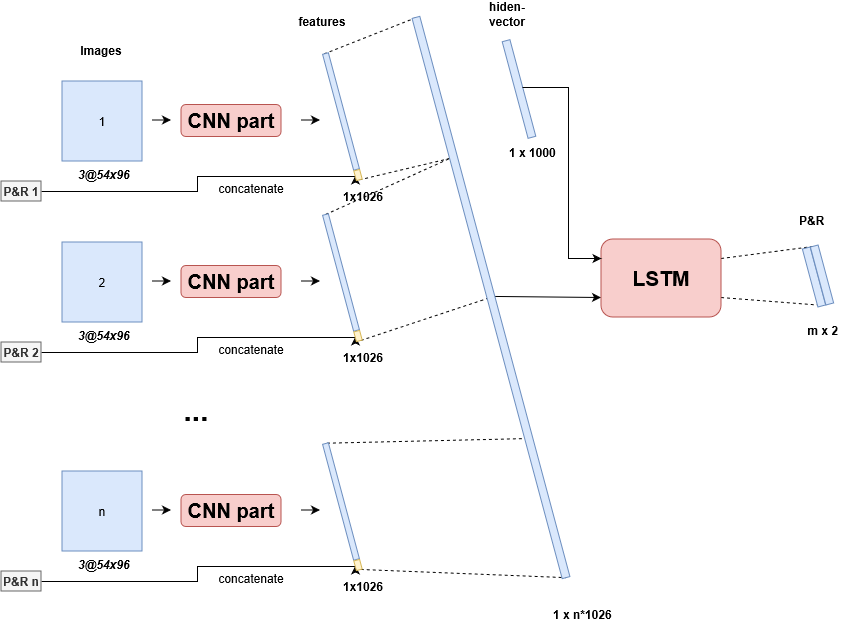 features
hiden-
vector
Images
1
CNN part
3@54x96
P&R 1
concatenate
1x1026
1 x 1000
2
CNN part
3@54x96
P&R 2
concatenate
1x1026
P&R
LSTM
m x 2
...
n
CNN part
3@54x96
P&R n
concatenate
1x1026
1 x n*1026